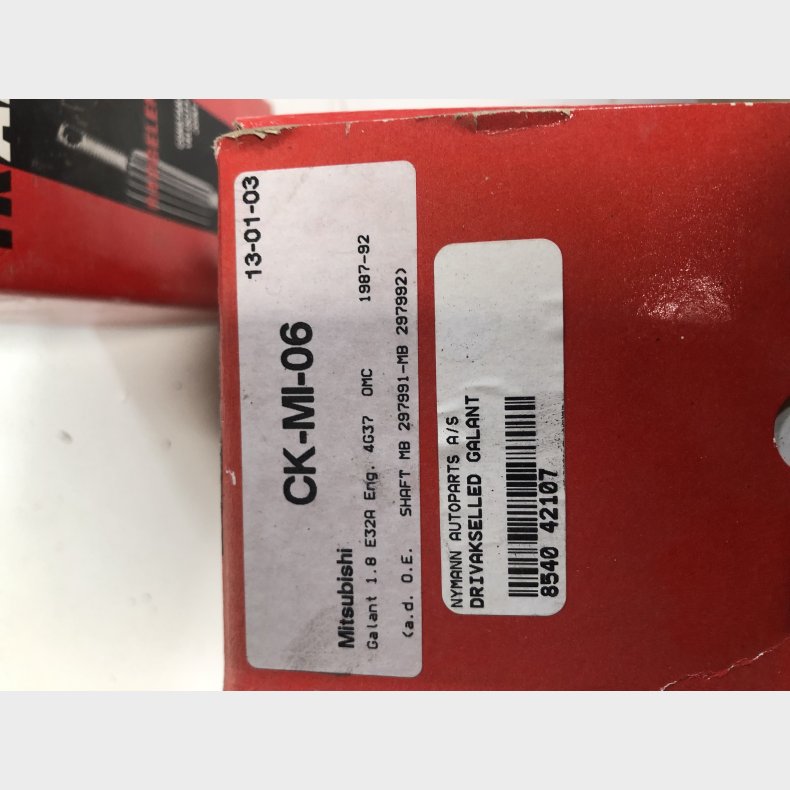 13-01-03
CK-MI-06
Mitsubishi
Galant 1.8 E32A Eng. 4G37 OMC 1987-92
(a.d. O.E. SHAFT MB 297991-MB 297992)
NYMANN AUTOPARTS A/S
DRIVAKSELLED GALANT
8540 42107